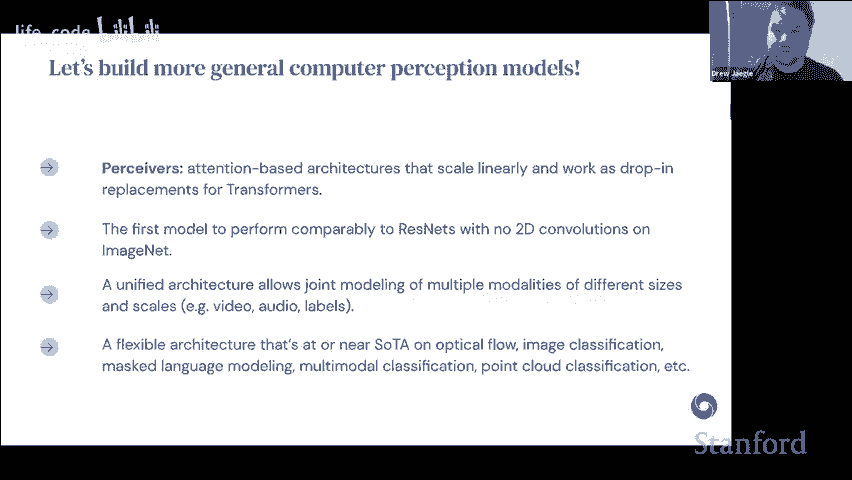 life_code
Drew Jaegle
Let's build more general computer perception models!
Perceivers: attention-based architectures that scale linearly and work as drop-in
replacements for Transformers.
The first model to perform comparably to ResNets with no 2D convolutions on
ImageNet.
A unified architecture allows joint modeling of multiple modalities of different sizes
and scales (e.g. video, audio, labels).
A flexible architecture that's at or near SoTA on optical flow, image classification,
masked language modeling, multimodal classification, point cloud classification, etc.
Stanford